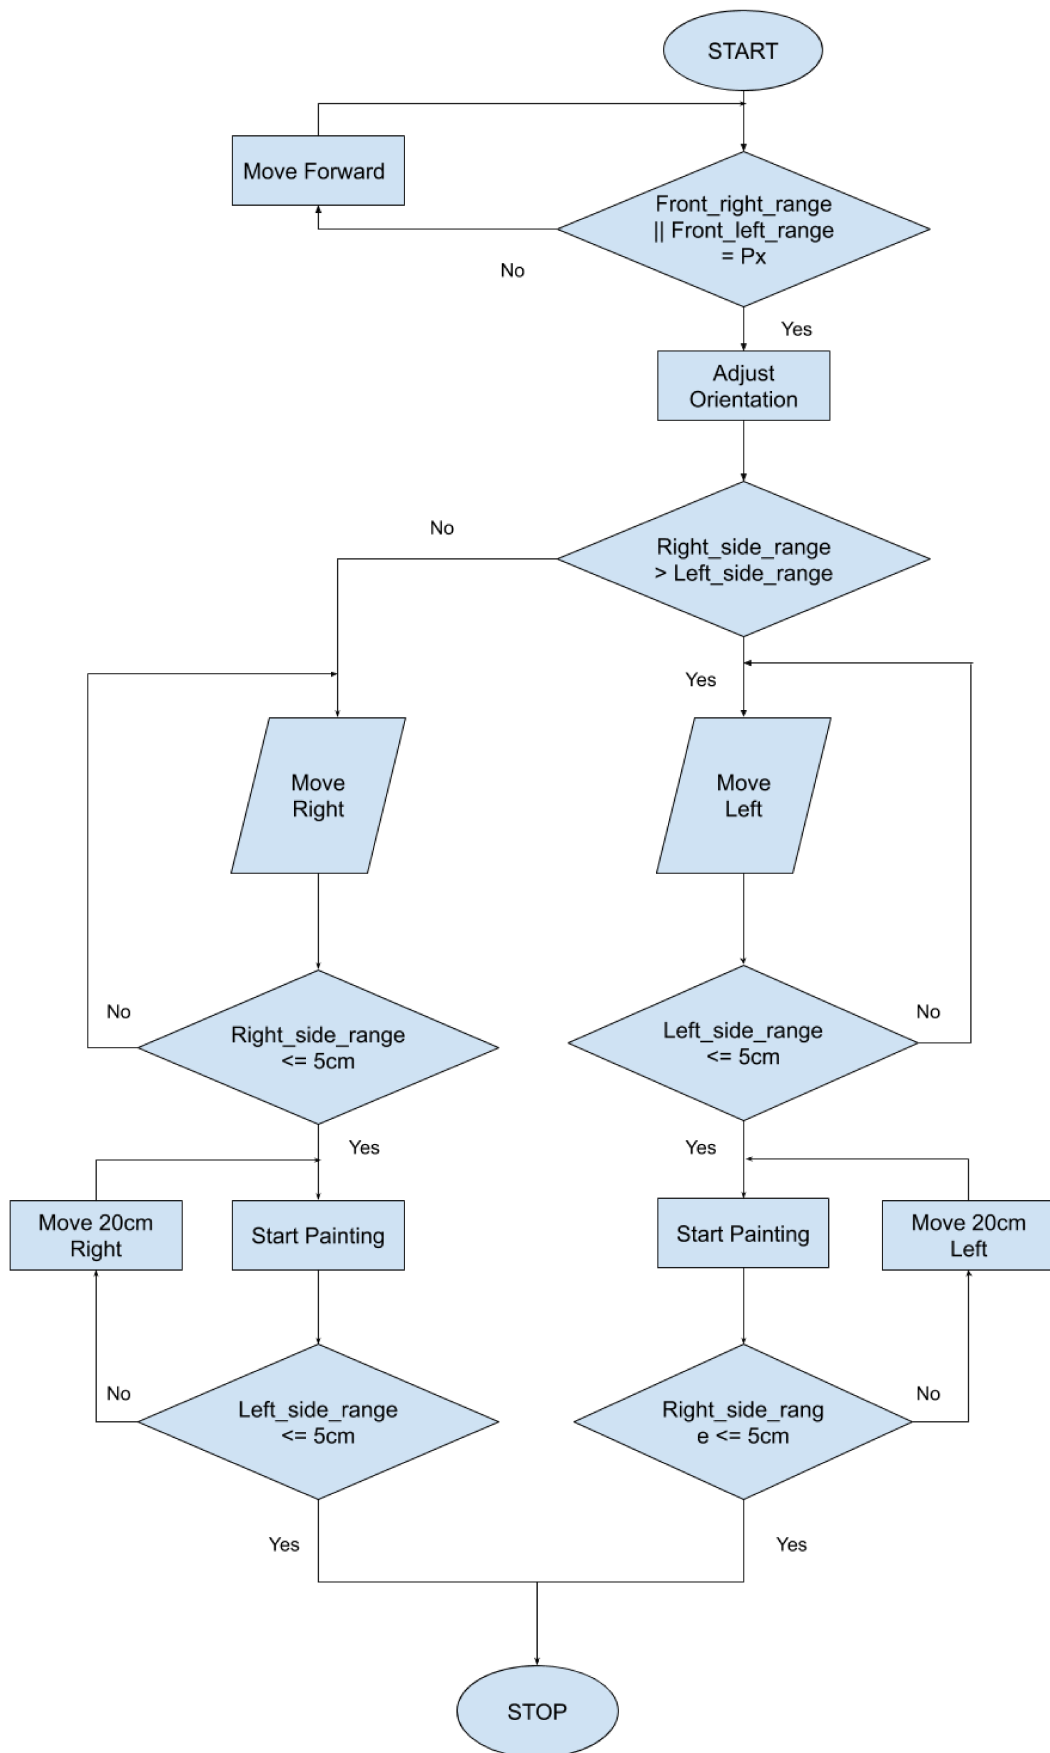 START
Move Forward
Front_right_range
|| Front_left_range
= Px
No
Yes
Adjust
Orientation
No
Right_side_range
> Left_side_range
Yes
Move
Right
Move
Left
No
Right_side_range
<= 5cm
Left_side_range
<= 5cm
No
Yes
Yes
Move 20cm
Right
Start Painting
Start Painting
Move 20cm
Left
No
Left_side_range
<= 5cm
Right_side_rang
e <= 5cm
No
Yes
Yes
STOP